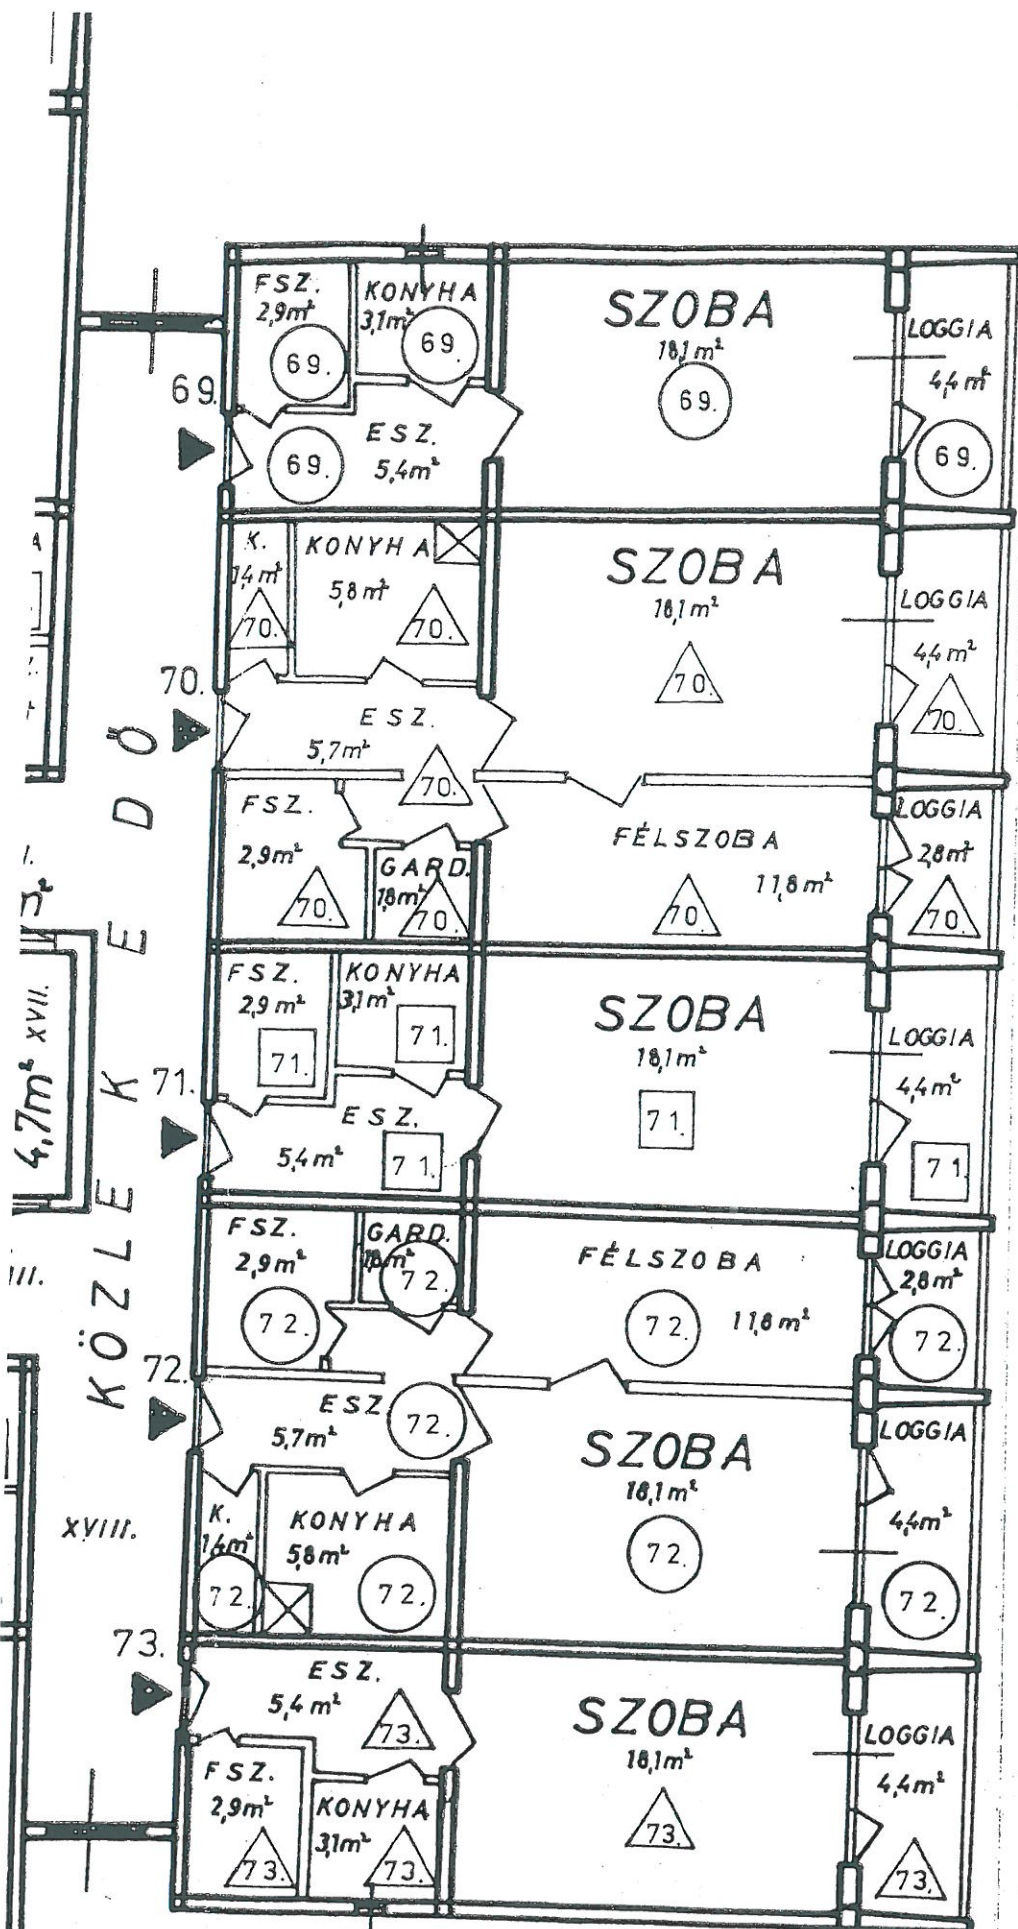 FSZ.
2,9m²
69.
KONYHA
3,1m²
69.
SZOBA
18,1m²
69.
LOGGIA
4,4m²
69.
69.
ESZ.
5,4m²
69.
K.
1,4m²
70.
KONYHA
5,8m²
70.
SZOBA
18,1m²
70.
LOGGIA
4,4m²
70.
70.
ESZ.
5,7m²
70.
FSZ.
2,9m²
70.
GARD.
1,8m²
70.
FÉLSZOBA
11,8m²
70.
LOGGIA
2,8m²
70.
KÖZLEKEDŐ
FSZ.
2,9m²
71.
KONYHA
3,1m²
71.
SZOBA
18,1m²
71.
LOGGIA
4,4m²
71.
71.
ESZ.
5,4m²
71.
4,7m² XVII.
FSZ.
2,9m²
72.
GARD.
1,8m²
72.
FÉLSZOBA
11,8m²
72.
LOGGIA
2,8m²
72.
72.
ESZ.
5,7m²
72.
SZOBA
18,1m²
72.
LOGGIA
4,4m²
72.
K.
1,4m²
72.
KONYHA
5,8m²
72.
XVIII.
73.
ESZ.
5,4m²
73.
SZOBA
18,1m²
73.
LOGGIA
4,4m²
73.
FSZ.
2,9m²
73.
KONYHA
3,1m²
73.